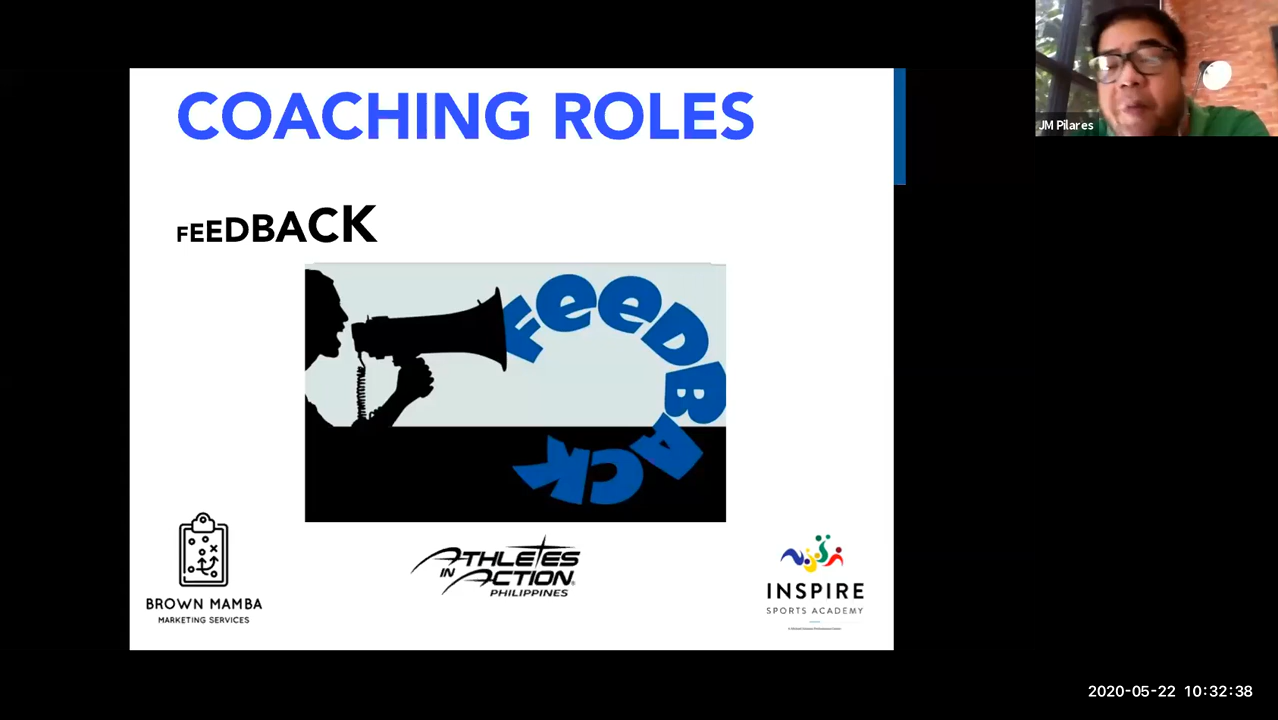 COACHING ROLES
JM Pilares
FEEDBACK
FeeDBACK
ATHLETES
IN ACTION®
PHILIPPINES
INSPIRE
SPORTS ACADEMY
BROWN MAMBA
MARKETING SERVICES
2020-05-22 10:32:38